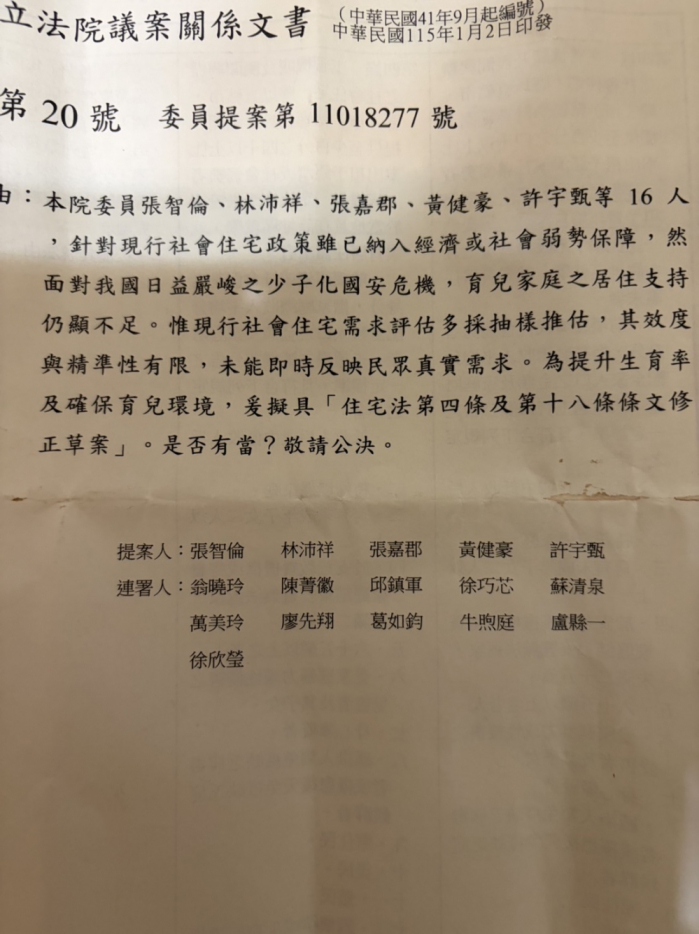 立法院議案關係文書 (中華民國41年9月起編號)
中華民國115年1月2日印發
第 20 號 委員提案第 11018277 號
由：本院委員張智倫、林沛祥、張嘉郡、黃健豪、許宇甄等 16 人
，針對現行社會住宅政策雖已納入經濟或社會弱勢保障，然
面對我國日益嚴峻之少子化國安危機，育兒家庭之居住支持
仍顯不足。惟現行社會住宅需求評估多採抽樣推估，其效度
與精準性有限，未能即時反映民眾真實需求。為提升生育率
及確保育兒環境，爰擬具「住宅法第四條及第十八條條文修
正草案」。是否有當？敬請公決。
提案人：張智倫 林沛祥 張嘉郡 黃健豪 許宇甄
連署人：翁曉玲 陳菁徽 邱鎮軍 徐巧芯 蘇清泉
萬美玲 廖先翔 葛如鈞 牛煦庭 盧縣一
徐欣瑩